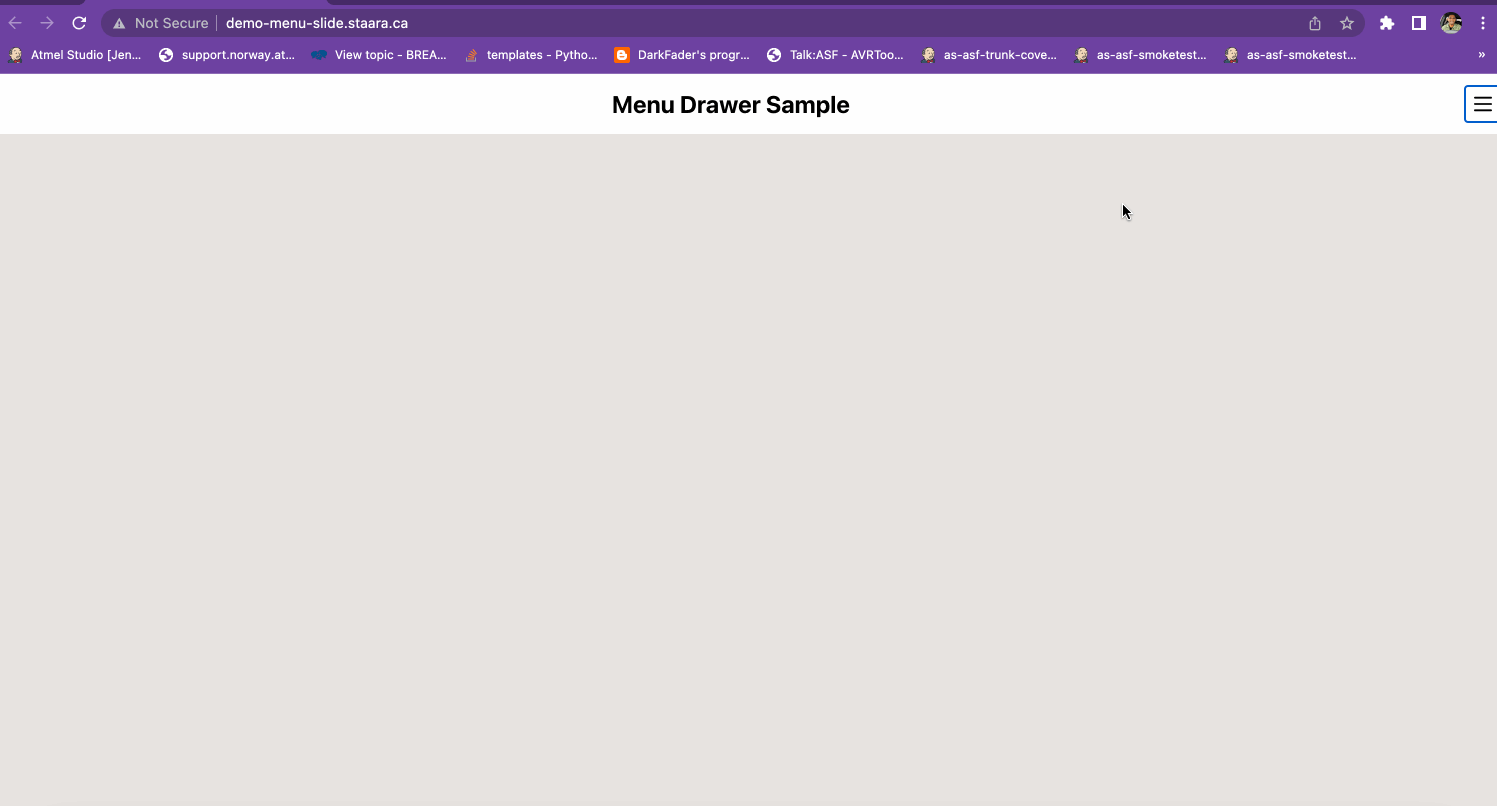 Not Secure demo-menu-slide.staara.ca
Atmel Studio [Jen... support.norway.at... View topic - BREA... templates - Pytho... DarkFader's progr... Talk:ASF - AVRToo... as-asf-trunk-cove... as-asf-smoketest... as-asf-smoketest... »
Menu Drawer Sample